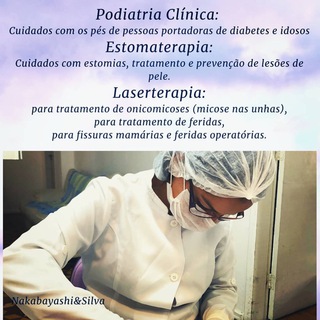 Podiatria Clínica:
Cuidados com os pés de pessoas portadoras de diabetes e idosos
Estomaterapia:
Cuidados com estomias, tratamento e prevenção de lesões de
pele.
Laserterapia:
para tratamento de onicomicoses (micose nas unhas),
para tratamento de feridas,
para fissuras mamárias e feridas operatórias.
Nakabayashi&Silva